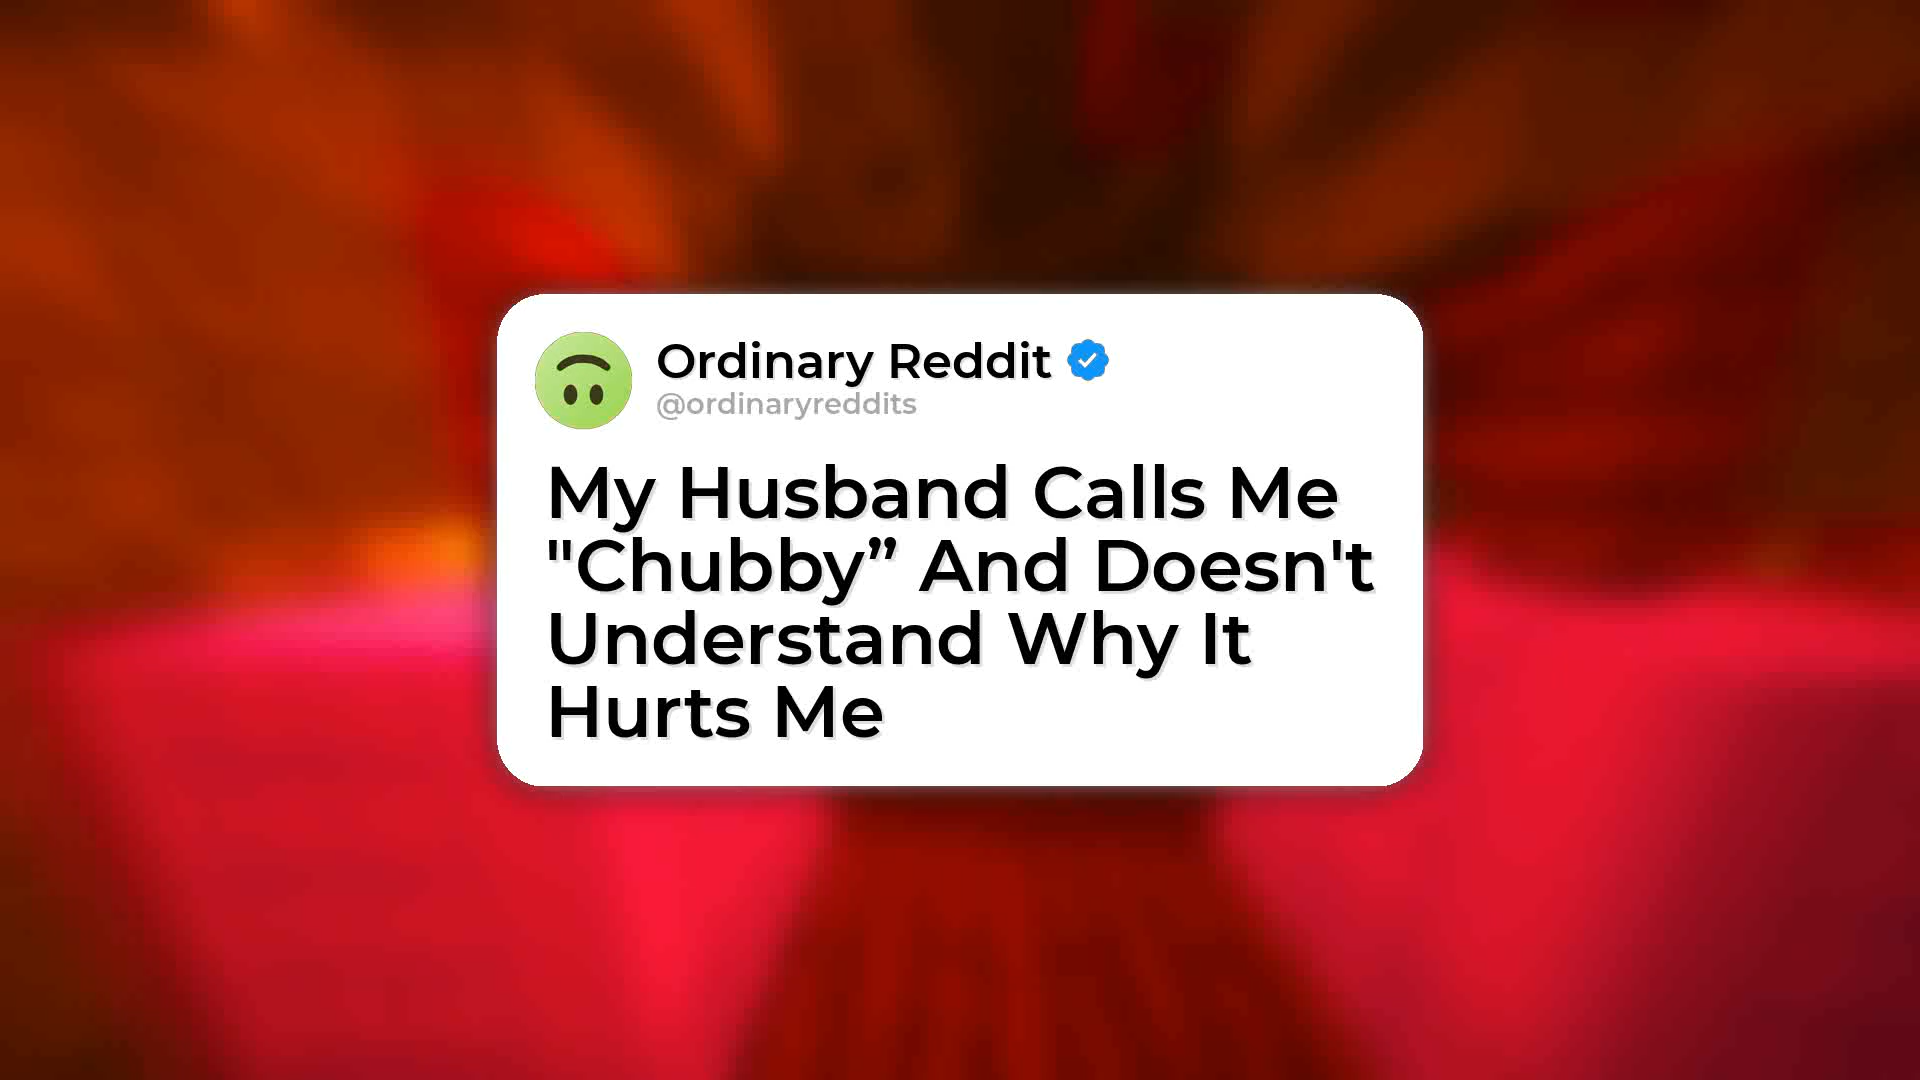 Ordinary Reddit
@ordinaryreddits
My Husband Calls Me
"Chubby” And Doesn't
Understand Why It
Hurts Me